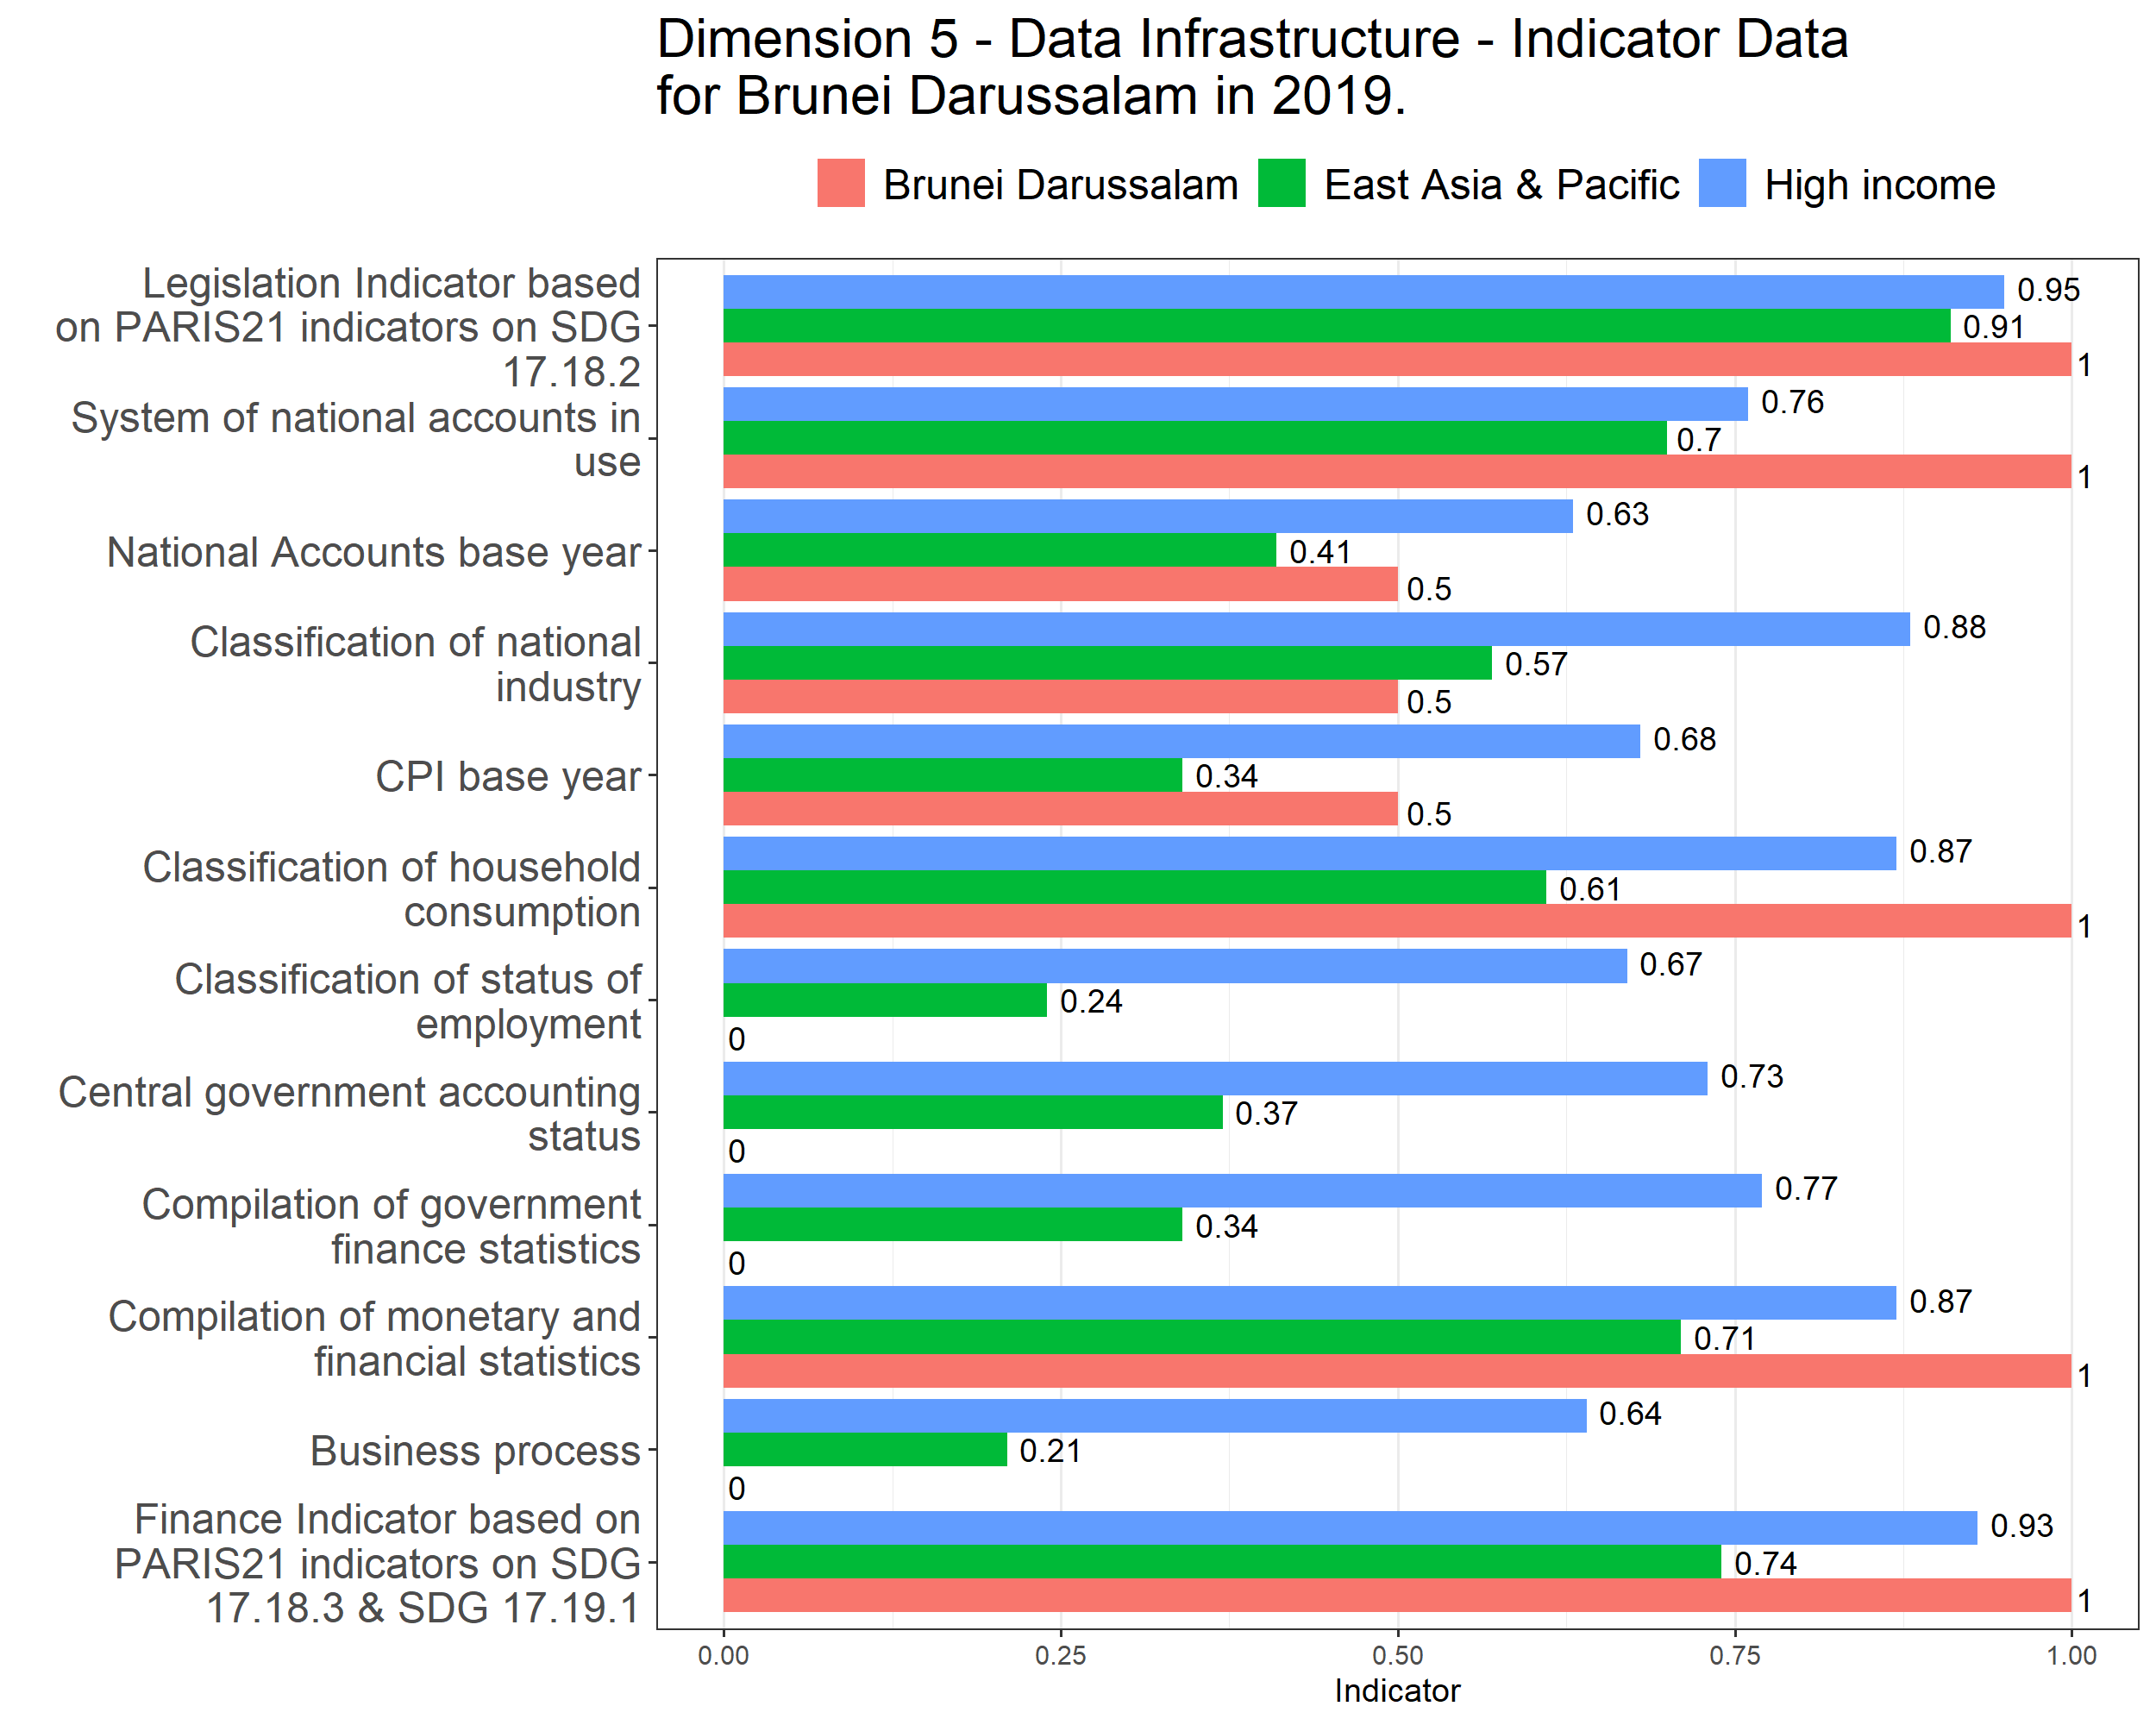 Dimension 5 - Data Infrastructure - Indicator Data
for Brunei Darussalam in 2019.
Brunei Darussalam
East Asia & Pacific
High income
Legislation Indicator based
on PARIS21 indicators on SDG
17.18.2
0.95
0.91
1
System of national accounts in
use
0.76
0.7
1
National Accounts base year
0.63
0.41
0.5
Classification of national
industry
0.88
0.57
0.5
CPI base year
0.68
0.34
0.5
Classification of household
consumption
0.87
0.61
1
Classification of status of
employment
0.67
0.24
0
Central government accounting
status
0.73
0.37
0
Compilation of government
finance statistics
0.77
0.34
0
Compilation of monetary and
financial statistics
0.87
0.71
1
Business process
0.64
0.21
0
Finance Indicator based on
PARIS21 indicators on SDG
17.18.3 & SDG 17.19.1
0.93
0.74
1
0.00
0.25
0.50
0.75
1.00
Indicator